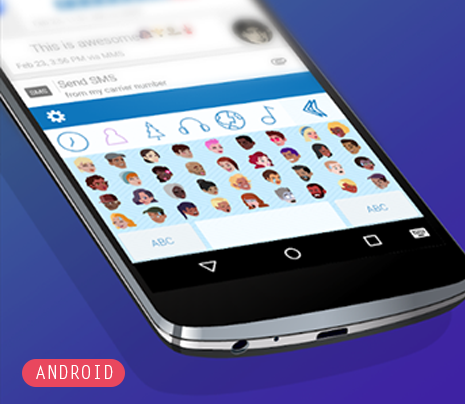 This is awesome
Feb 23, 3:56 PM via MMS
SMS
Send SMS
from my carrier number
ABC
ABC
ANDROID